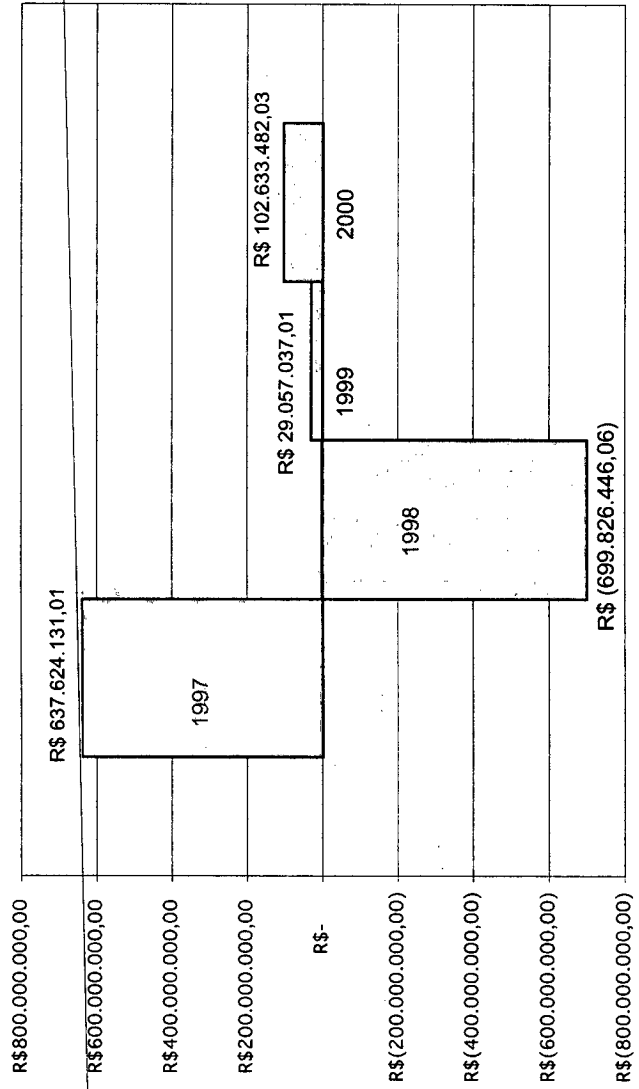 R$800.000.000,00
R$600.000.000,00
R$400.000.000,00
R$200.000.000,00
R$-
R$(200.000.000,00)
R$(400.000.000,00)
R$(600.000.000,00)
R$(800.000.000,00)
R$ 637.624.131,01
1997
1998
R$ (699.826.446,06)
R$ 29.057.037,01
1999
R$ 102.633.482,03
2000